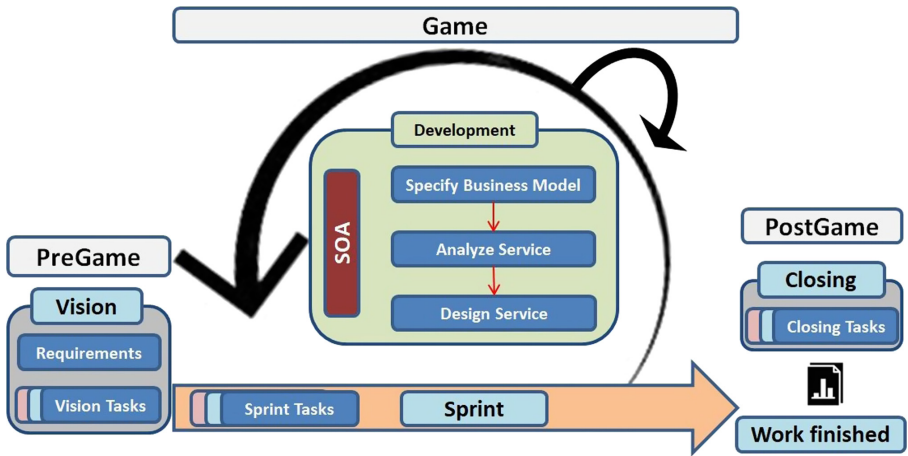 Game
Development
Specify Business Model
SOA
Analyze Service
Design Service
PreGame
Vision
Requirements
Vision Tasks
Sprint Tasks
Sprint
PostGame
Closing
Closing Tasks
Work finished